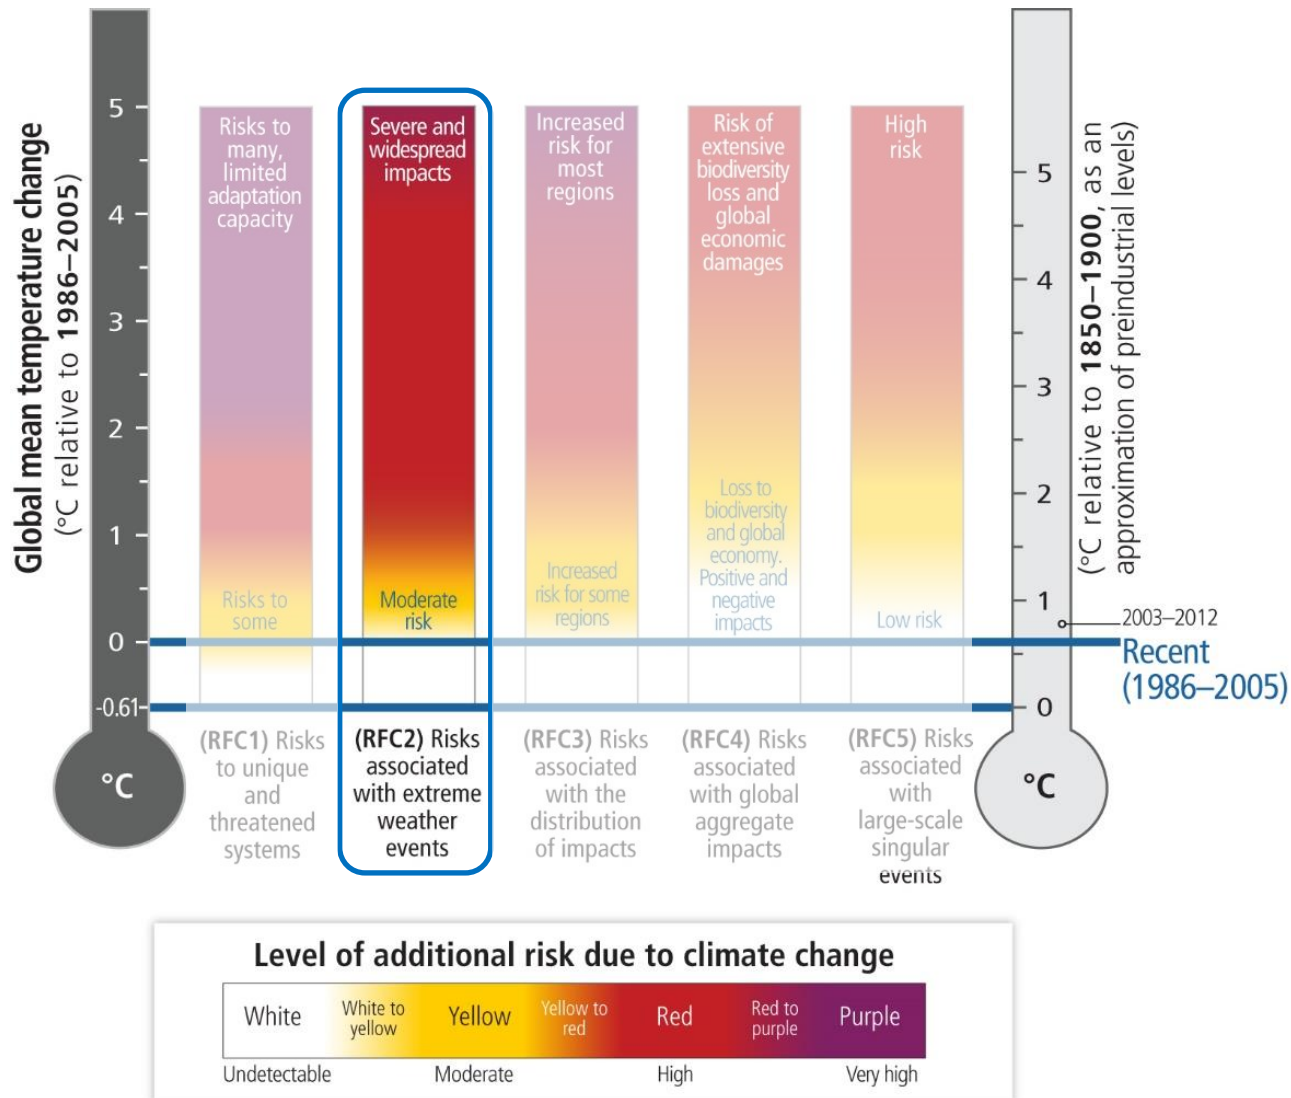 Global mean temperature change
(°C relative to 1986–2005)
5
4
3
2
1
0
-0.61
°C
Risks to
many,
limited
adaptation
capacity
Risks to
some
(RFC1) Risks
to unique
and
threatened
systems
Severe and
widespread
impacts
Moderate
risk
(RFC2) Risks
associated
with extreme
weather
events
Increased
risk for
most
regions
Increased
risk for some
regions
(RFC3) Risks
associated
with the
distribution
of impacts
Risk of
extensive
biodiversity
loss and
global
economic
damages
Loss to
biodiversity
and global
economy.
Positive and
negative
impacts
(RFC4) Risks
associated
with global
aggregate
impacts
High
risk
Low risk
(RFC5) Risks
associated
with
large-scale
singular
events
5
4
3
2
1
0
°C
(°C relative to 1850–1900, as an
approximation of preindustrial levels)
2003–2012
Recent
(1986–2005)
Level of additional risk due to climate change
White
White to
yellow
Yellow
Yellow to
red
Red
Red to
purple
Purple
Undetectable
Moderate
High
Very high